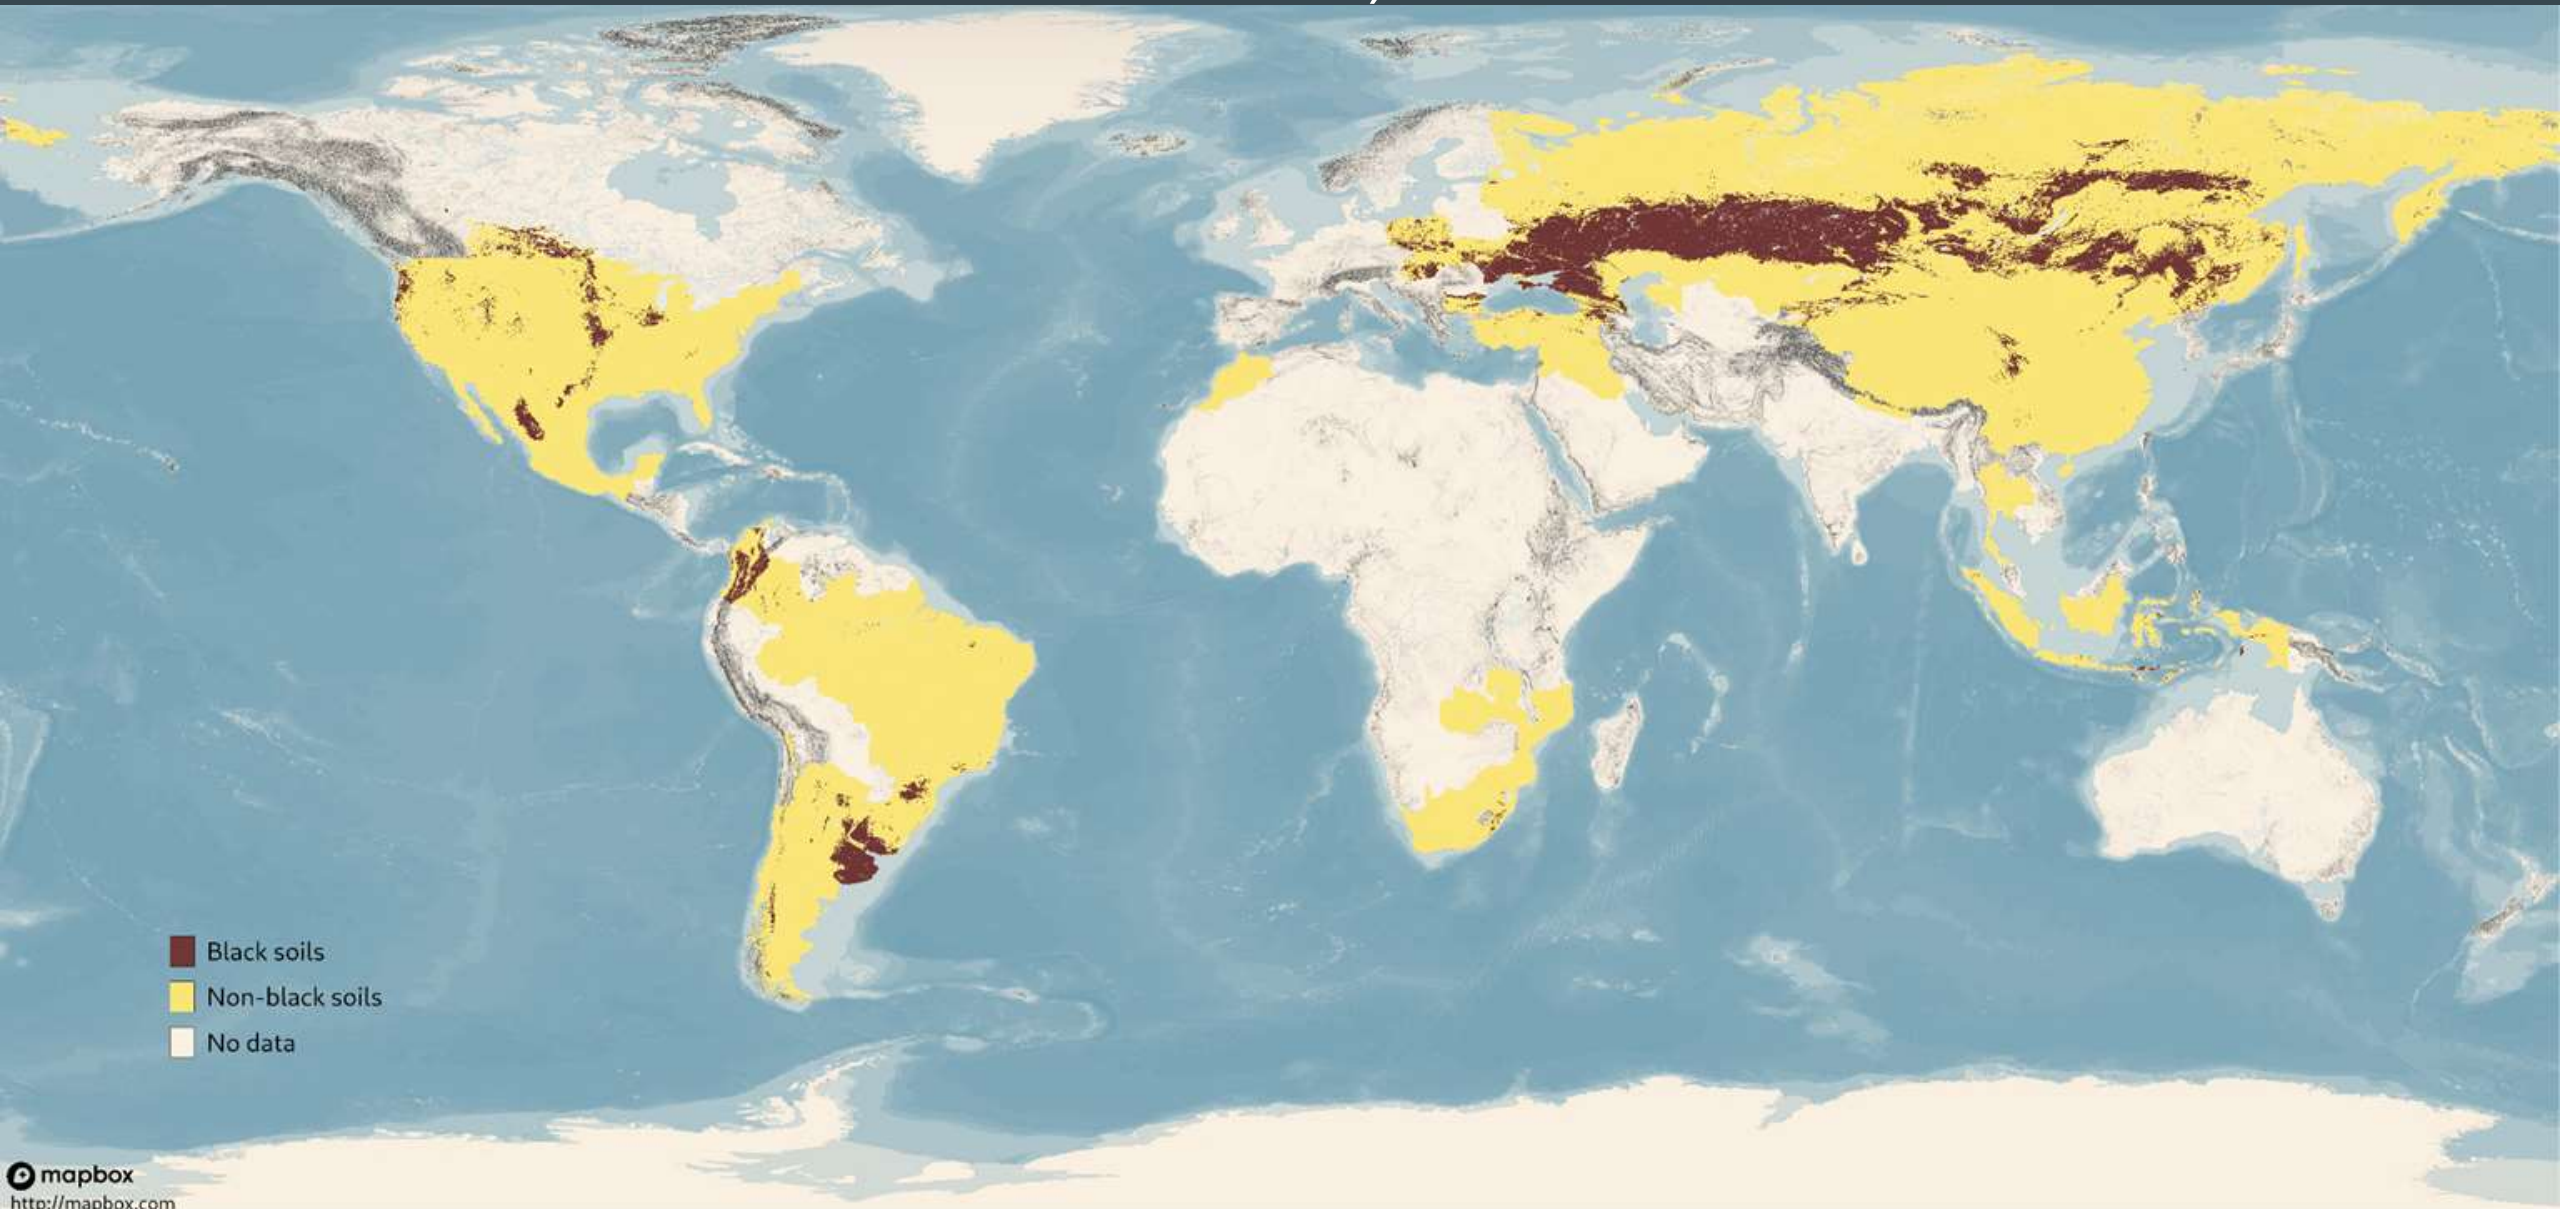 Black soils
Non-black soils
No data
mapbox
http://mapbox.com